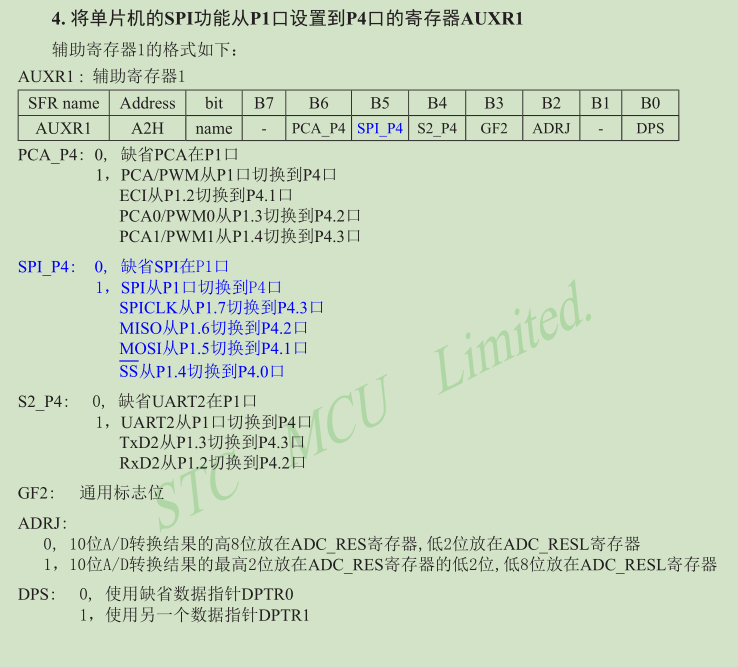 4. 将单片机的SPI功能从P1口设置到P4口的寄存器AUXR1
辅助寄存器1的格式如下:
AUXR1 : 辅助寄存器1
SFR name Address bit B7 B6 B5 B4 B3 B2 B1 B0
AUXR1 A2H name - PCA_P4 SPI_P4 S2_P4 GF2 ADRJ - DPS
PCA_P4: 0, 缺省PCA在P1口
1, PCA/PWM从P1口切换到P4口
ECI从P1.2切换到P4.1口
PCA0/PWM0从P1.3切换到P4.2口
PCA1/PWM1从P1.4切换到P4.3口
SPI_P4: 0, 缺省SPI在P1口
1, SPI从P1口切换到P4口
SPICLK从P1.7切换到P4.3口
MISO从P1.6切换到P4.2口
MOSI从P1.5切换到P4.1口
SS从P1.4切换到P4.0口
S2_P4: 0, 缺省UART2在P1口
1, UART2从P1口切换到P4口
TxD2从P1.3切换到P4.3口
RxD2从P1.2切换到P4.2口
GF2: 通用标志位
ADRJ:
0, 10位A/D转换结果的高8位放在ADC_RES寄存器,低2位放在ADC_RESL寄存器
1, 10位A/D转换结果的最高2位放在ADC_RES寄存器的低2位,低8位放在ADC_RESL寄存器
DPS: 0, 使用缺省数据指针DPTR0
1, 使用另一个数据指针DPTR1
STC MCU Limited.